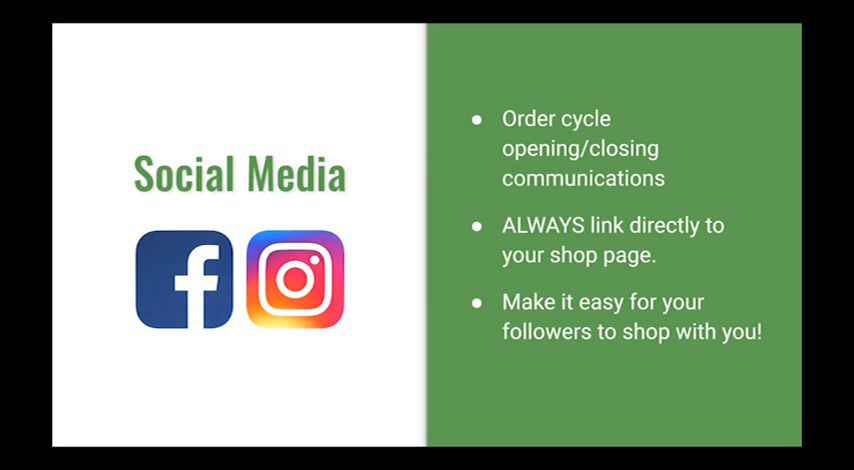 Social Media
● Order cycle
opening/closing
communications
● ALWAYS link directly to
your shop page.
● Make it easy for your
followers to shop with you!